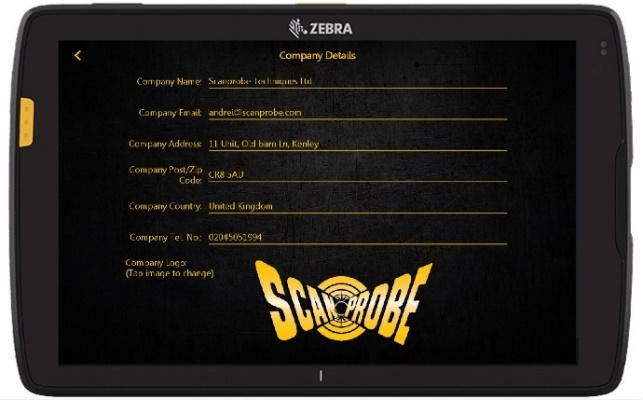 ZEBRA
Company Details
Company Name: Scanprobe Techniques Ltd
Company Email: andrei@scanprobe.com
Company Address: 11 Unit, Old barn Ln, Kenley
Company Post/Zip
Code: CR8 5AU
Company Country: United Kingdom
Company Tel. No.: 02045051994
Company Logo:
(Tap image to change)
SCANPROBE